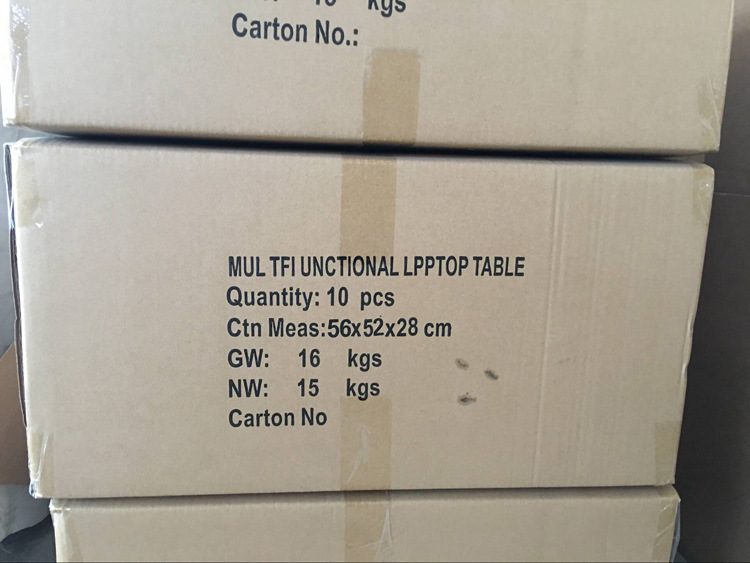 kgs
Carton No.:
MUL TFI UNCTIONAL LPPTOP TABLE
Quantity: 10 pcs
Ctn Meas:56x52x28 cm
GW: 16 kgs
NW: 15 kgs
Carton No